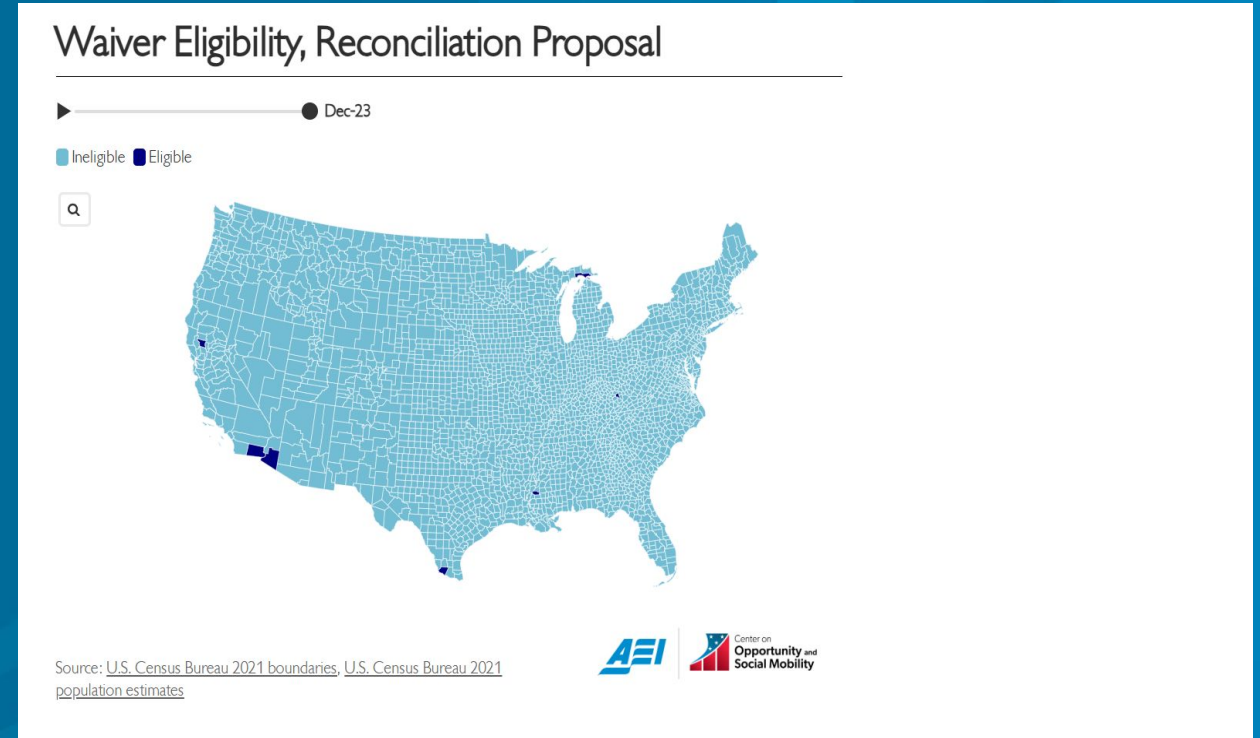 Waiver Eligibility, Reconciliation Proposal
Dec-23
Ineligible Eligible
AEI
Center on
Opportunity and
Social Mobility
Source: U.S. Census Bureau 2021 boundaries, U.S. Census Bureau 2021
population estimates